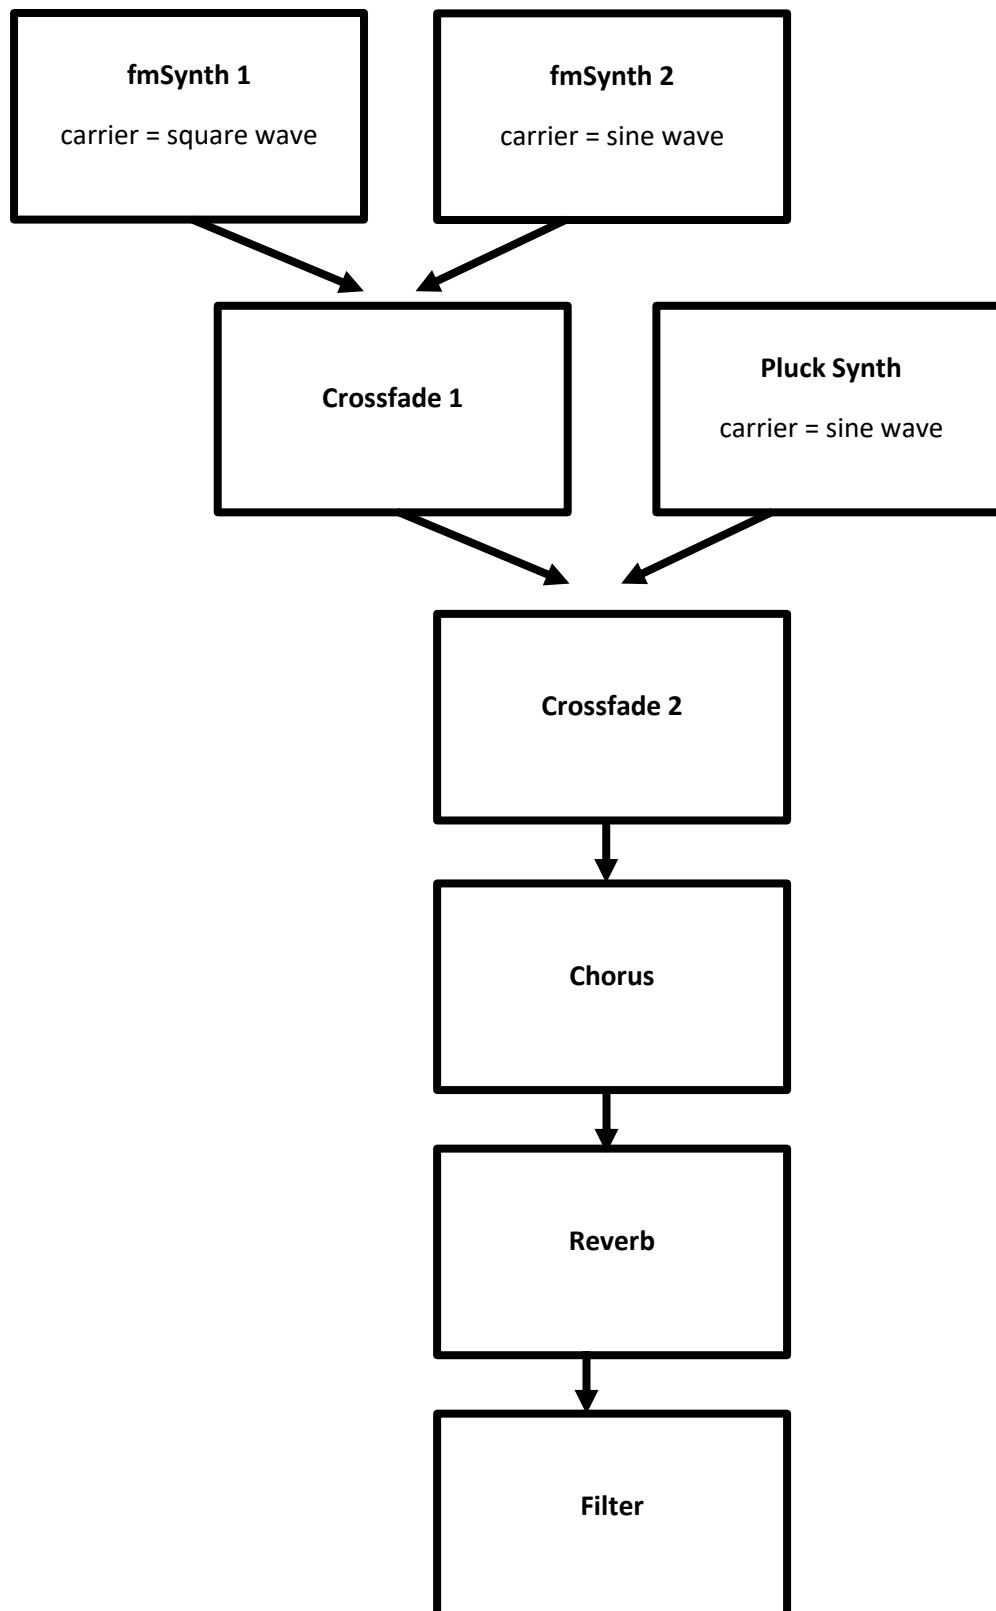 fmSynth 1
carrier = square wave
fmSynth 2
carrier = sine wave
Crossfade 1
Pluck Synth
carrier = sine wave
Crossfade 2
Chorus
Reverb
Filter